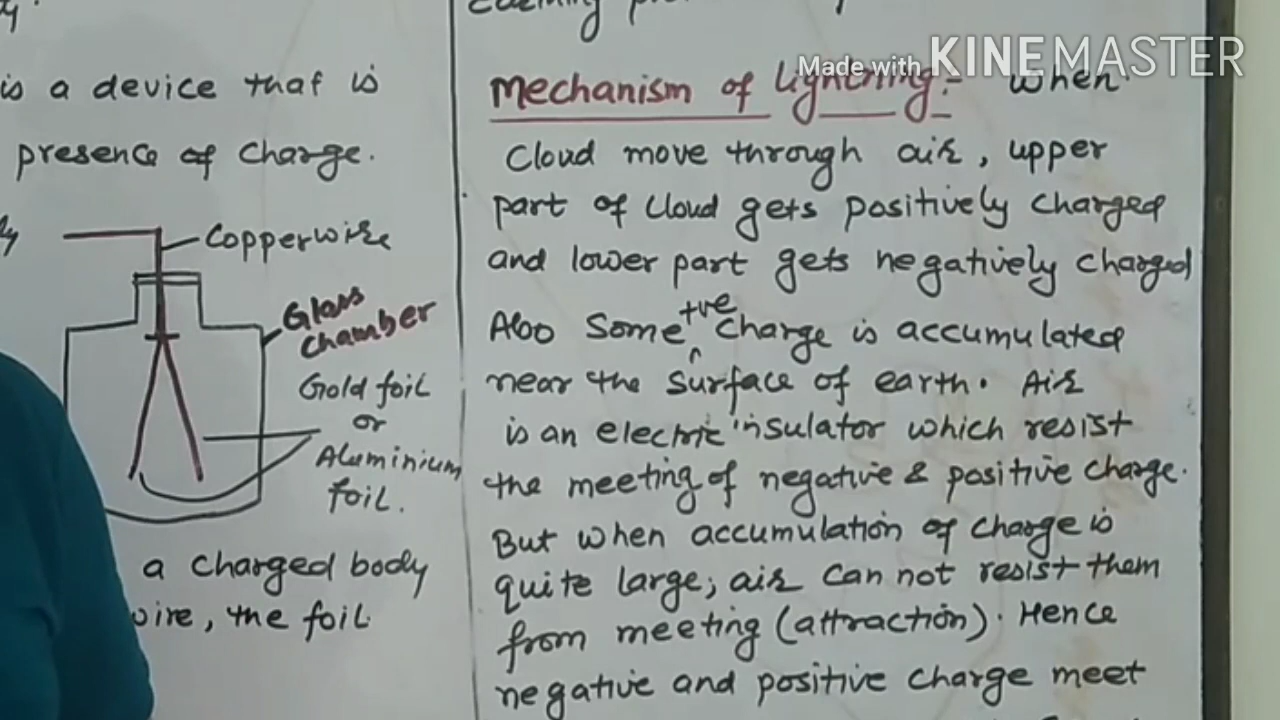 is a device that is
presence of charge.
Copperwire
Glass
chamber
Gold foil
or
Aluminium
foil.
a charged body
wire, the foil
Made with KINEMASTER
Mechanism of Lightning:- When
Cloud move through air, upper
part of Cloud gets positively charged
and lower part gets negatively charged
Also Some +ve Charge is accumulated
near the surface of earth. Air
is an electric insulator which resist
the meeting of negative & positive charge.
But when accumulation of charge is
quite large, air can not resist them
from meeting (attraction). Hence
negative and positive charge meet